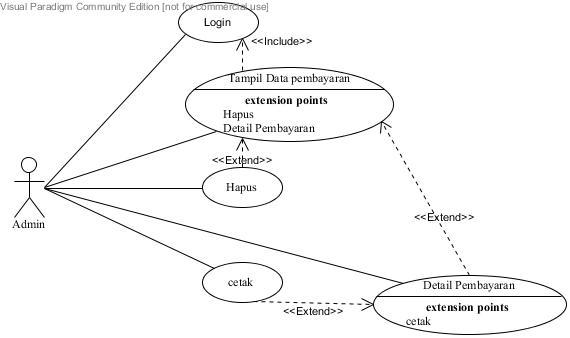 Visual Paradigm Community Edition [not for commercial use]
Login
<<Include>>
Tampil Data pembayaran
extension points
Hapus
Detail Pembayaran
<<Extend>>
Hapus
Admin
<<Extend>>
cetak
Detail Pembayaran
extension points
cetak
<<Extend>>